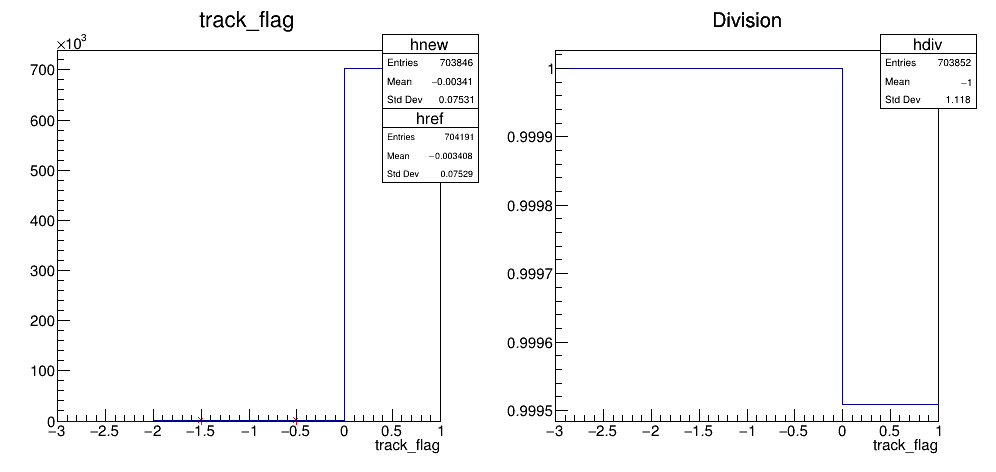 track_flag
×10³
700
600
500
400
300
200
100
0
−3 −2.5 −2 −1.5 −1 −0.5 0 0.5 1
track_flag
hnew
Entries 703846
Mean −0.00341
Std Dev 0.07531
href
Entries 704191
Mean −0.003408
Std Dev 0.07529
Division
1
0.9999
0.9998
0.9997
0.9996
0.9995
−3 −2.5 −2 −1.5 −1 −0.5 0 0.5 1
track_flag
hdiv
Entries 703852
Mean −1
Std Dev 1.118